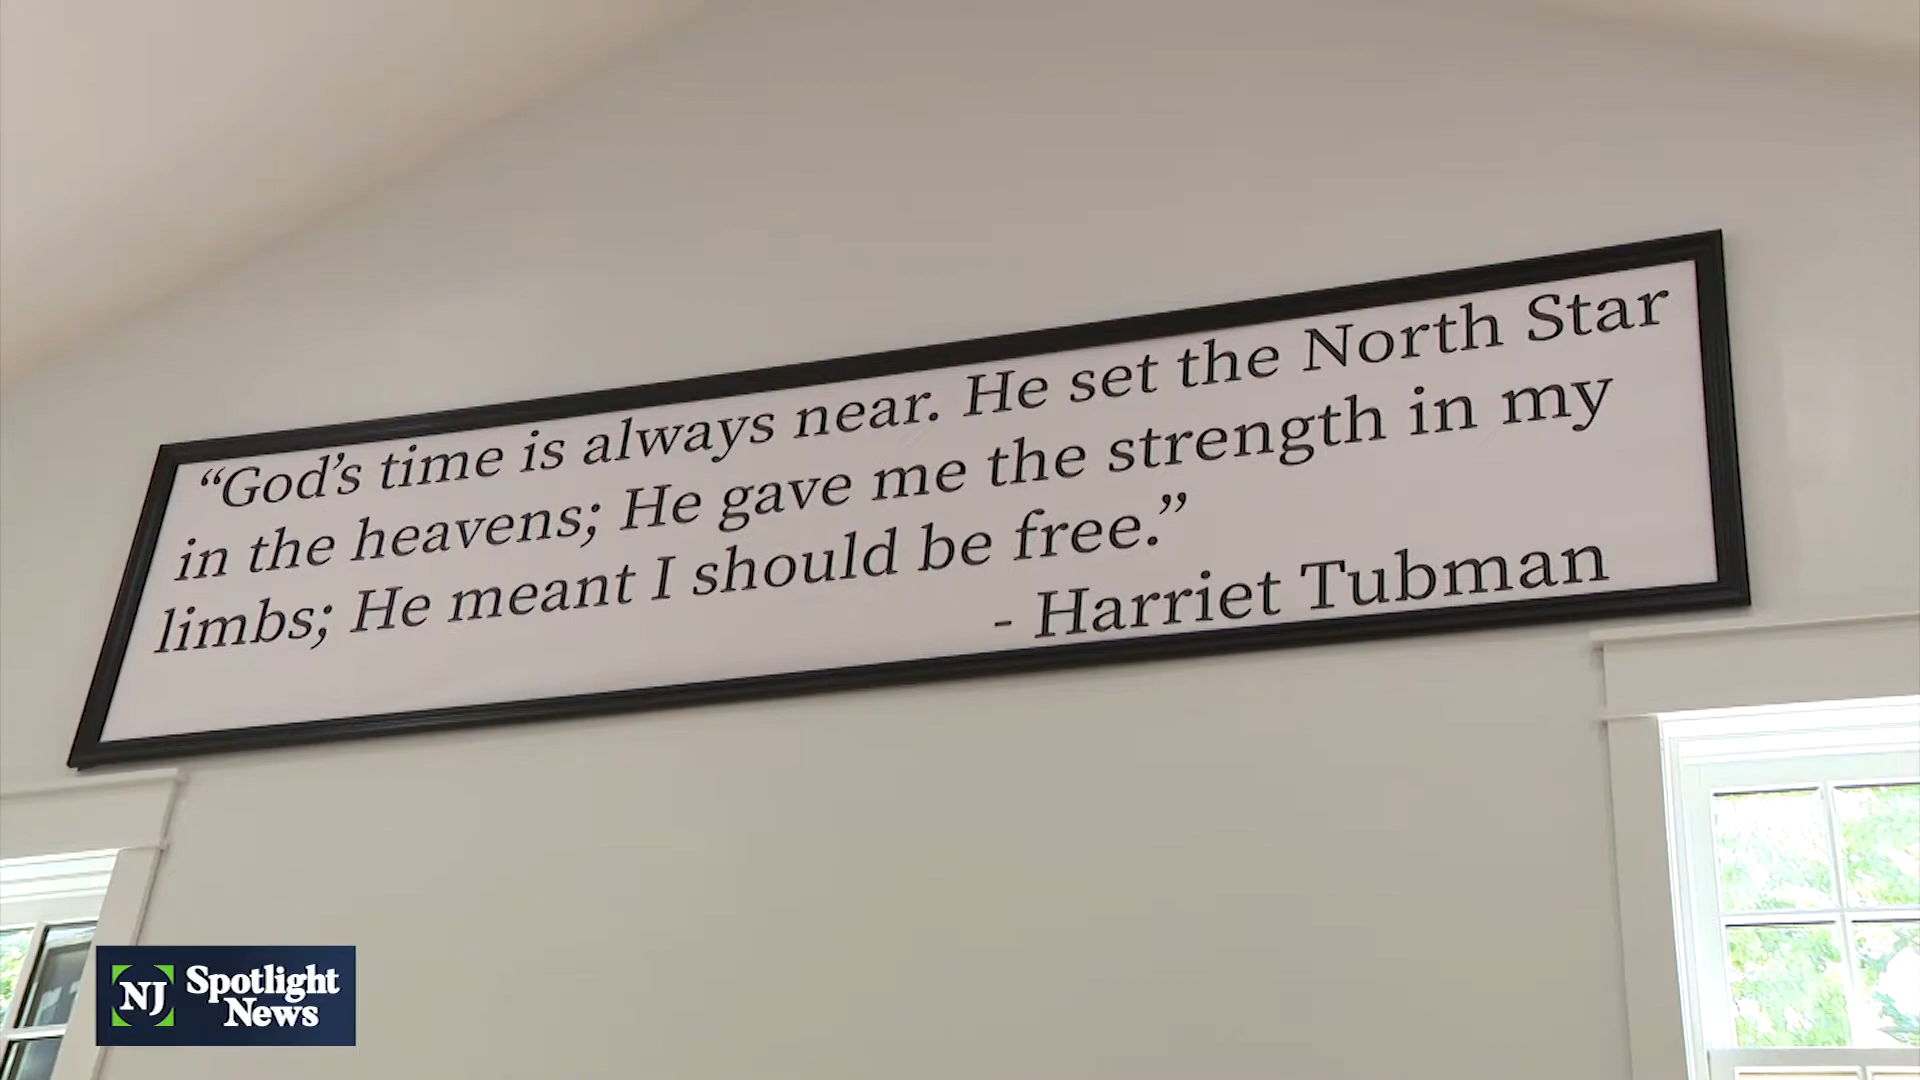 “God’s time is always near. He set the North Star
in the heavens; He gave me the strength in my
limbs; He meant I should be free.”
- Harriet Tubman
NJ Spotlight
News